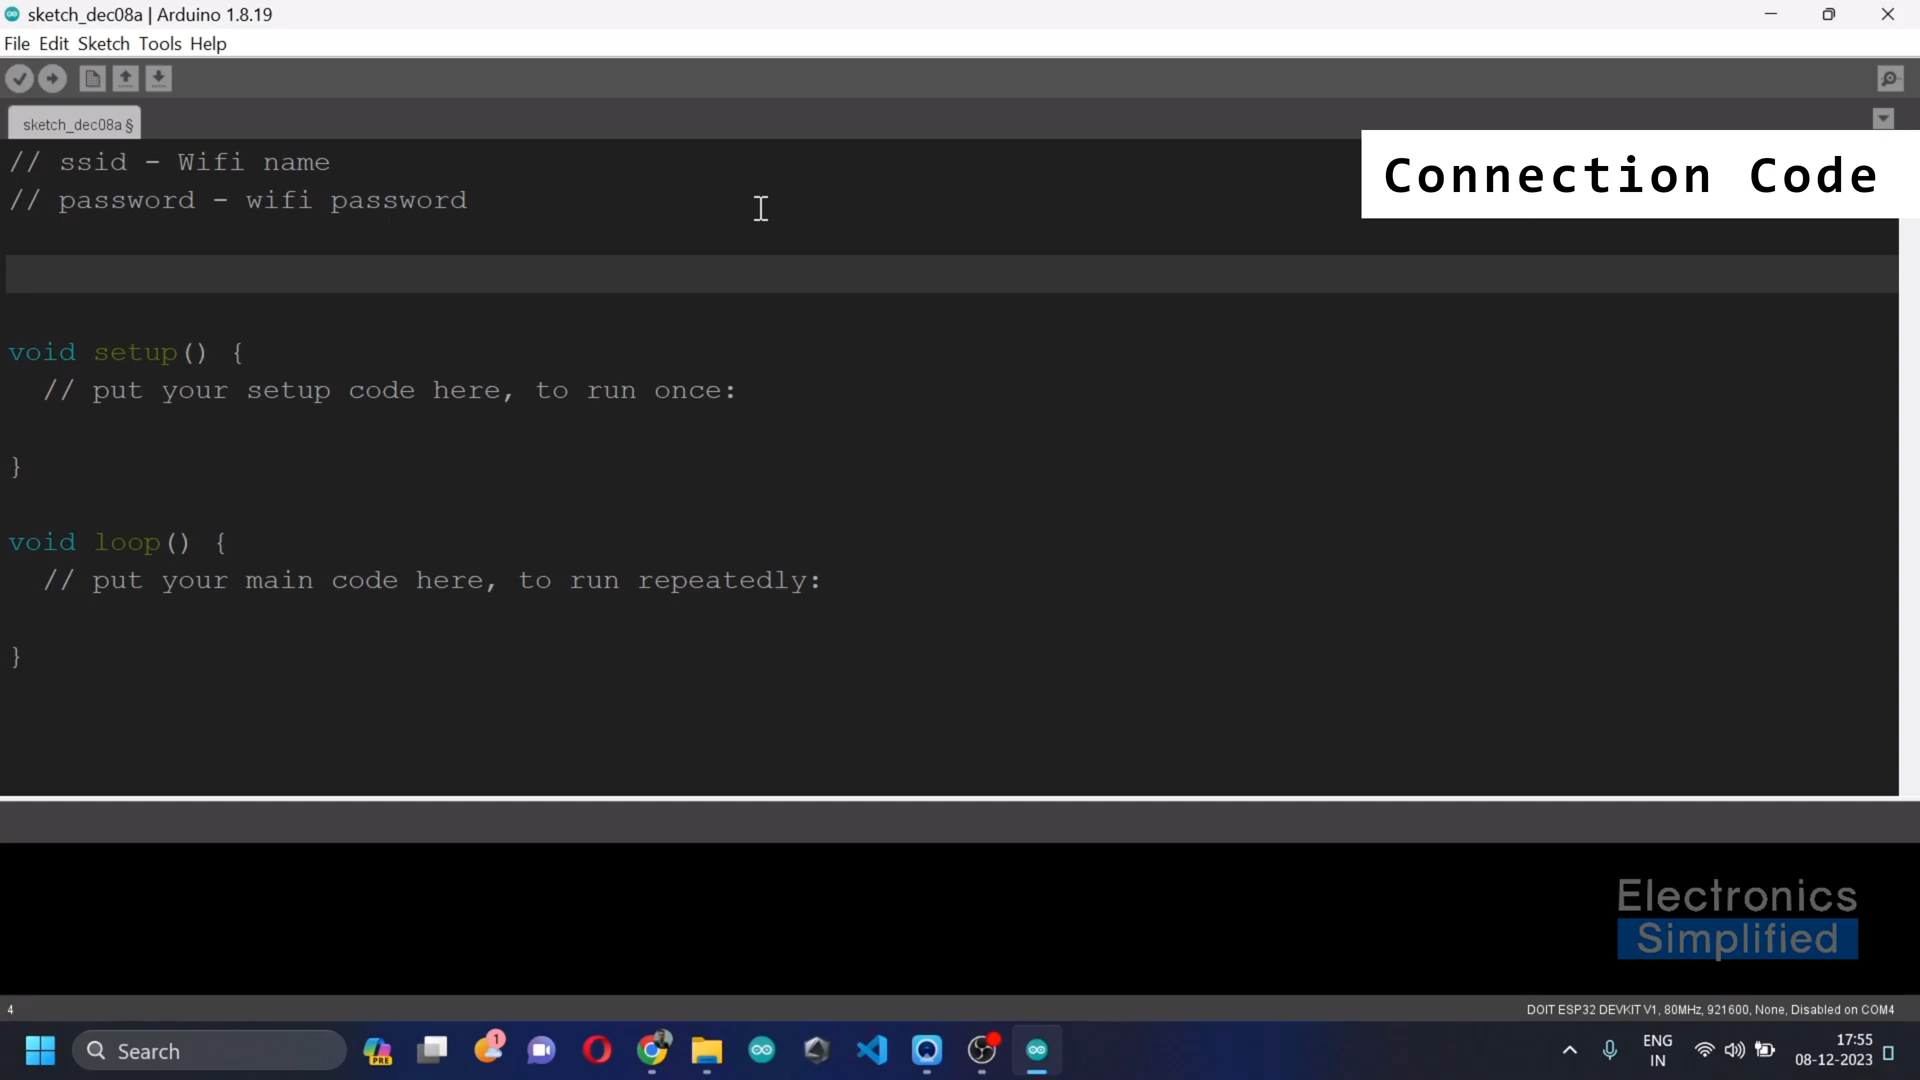 sketch_dec08a | Arduino 1.8.19
File Edit Sketch Tools Help
sketch_dec08a §
Connection Code
// ssid - Wifi name
// password - wifi password
void setup() {
// put your setup code here, to run once:
}
void loop() {
// put your main code here, to run repeatedly:
}
Electronics
Simplified
4
DOIT ESP32 DEVKIT V1, 80MHz, 921600, None, Disabled on COM4
Search
PRE
1
ENG
IN
17:55
08-12-2023